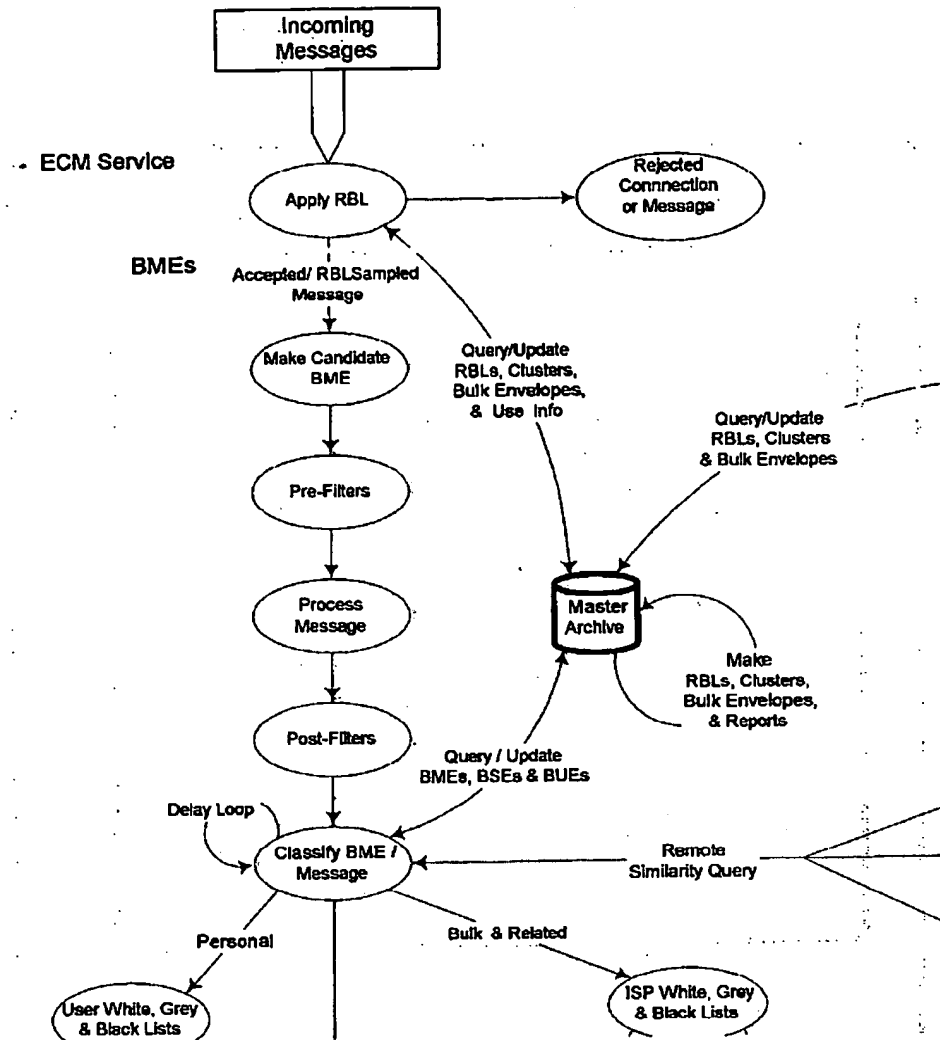 Incoming
Messages
ECM Service
Apply RBL
Rejected
Connnection
or Message
BMEs
Accepted/ RBLSampled
Message
Make Candidate
BME
Query/Update
RBLs, Clusters,
Bulk Envelopes,
& Use Info
Query/Update
RBLs, Clusters
& Bulk Envelopes
Pre-Filters
Process
Message
Master
Archive
Make
RBLs, Clusters,
Bulk Envelopes,
& Reports
Post-Filters
Query / Update
BMEs, BSEs & BUEs
Delay Loop
Classify BME /
Message
Remote
Similarity Query
Personal
Bulk & Related
User White, Grey
& Black Lists
ISP White, Grey
& Black Lists